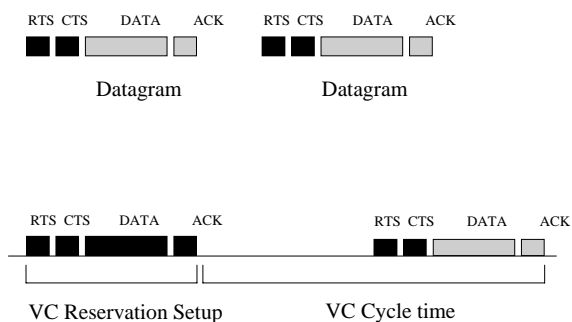 RTS CTS DATA ACK RTS CTS DATA ACK
Datagram Datagram
RTS CTS DATA ACK RTS CTS DATA ACK
VC Reservation Setup VC Cycle time